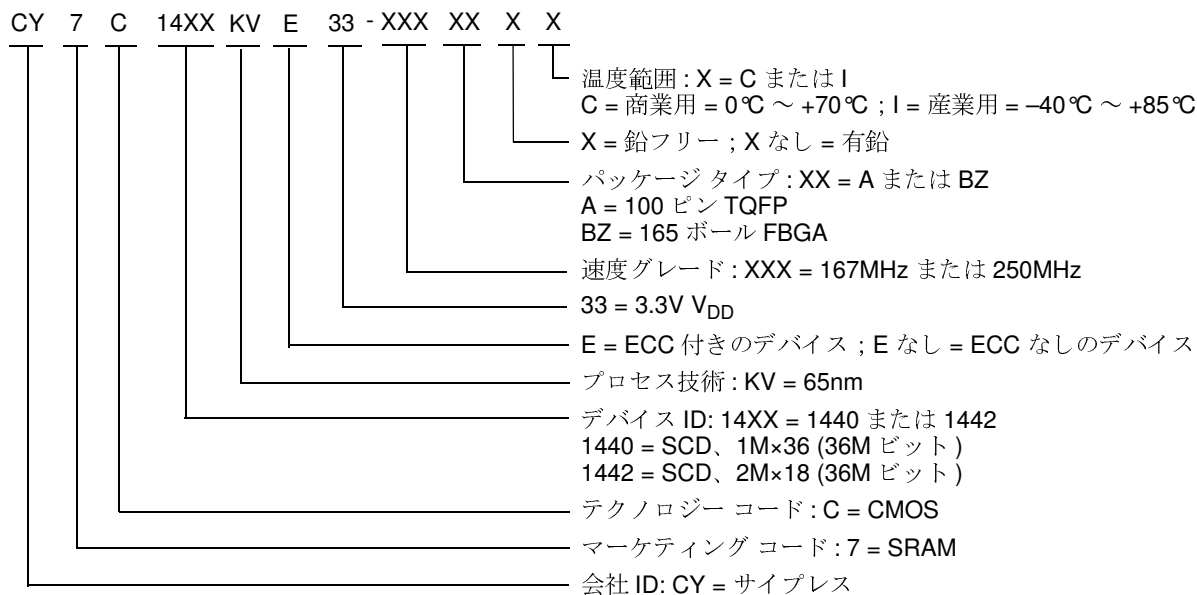 CY 7 C 14XX KV E 33 - XXX XX X X
温度範囲 : X = C または I
C = 商業用 = 0℃ ～ +70℃ ; I = 産業用 = –40℃ ～ +85℃
X = 鉛フリー ; X なし = 有鉛
パッケージ タイプ : XX = A または BZ
A = 100 ピン TQFP
BZ = 165 ボール FBGA
速度グレード : XXX = 167MHz または 250MHz
33 = 3.3V VDD
E = ECC 付きのデバイス ; E なし = ECC なしのデバイス
プロセス技術 : KV = 65nm
デバイス ID: 14XX = 1440 または 1442
1440 = SCD、1M×36 (36M ビット )
1442 = SCD、2M×18 (36M ビット )
テクノロジー コード : C = CMOS
マーケティング コード : 7 = SRAM
会社 ID: CY = サイプレス